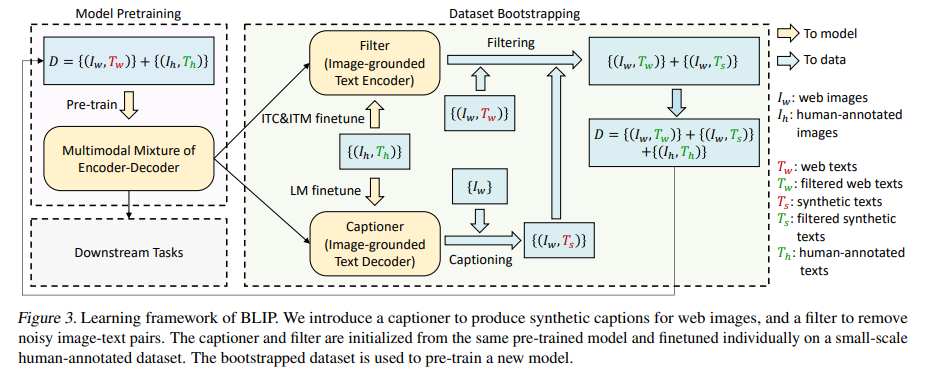 Model Pretraining
Dataset Bootstrapping
D = {(I_w, T_w)} + {(I_h, T_h)}
Pre-train
Multimodal Mixture of
Encoder-Decoder
Downstream Tasks
Filter
(Image-grounded
Text Encoder)
Filtering
ITC&ITM finetune
{(I_w, T_w)}
{(I_h, T_h)}
LM finetune
{I_w}
Captioner
(Image-grounded
Text Decoder)
Captioning
{(I_w, T_s)}
{(I_w, T_w)} + {(I_w, T_s)}
D = {(I_w, T_w)} + {(I_w, T_s)}
+{(I_h, T_h)}
To model
To data
I_w: web images
I_h: human-annotated
images
T_w: web texts
T_w: filtered web texts
T_s: synthetic texts
T_s: filtered synthetic
texts
T_h: human-annotated
texts
Figure 3. Learning framework of BLIP. We introduce a captioner to produce synthetic captions for web images, and a filter to remove
noisy image-text pairs. The captioner and filter are initialized from the same pre-trained model and finetuned individually on a small-scale
human-annotated dataset. The bootstrapped dataset is used to pre-train a new model.